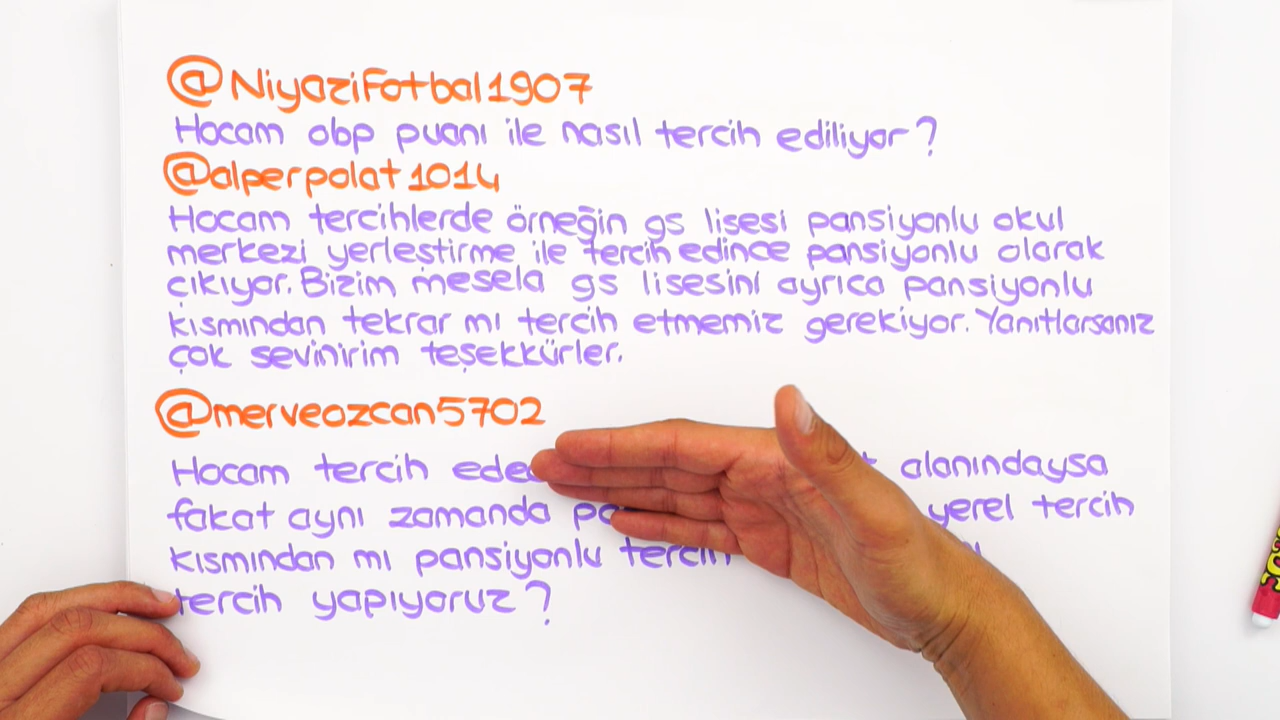 @NiyaziFotbal1907
Hocam obp puanı ile nasıl tercih ediliyor?
@alperpolat1014
Hocam tercihlerde örneğin gs lisesi pansiyonlu okul
merkezi yerleştirme ile tercih edince pansiyonlu olarak
çıkıyor. Bizim mesela gs lisesini ayrıca pansiyonlu
kısmından tekrar mı tercih etmemiz gerekiyor. Yanıtlarsanız
çok sevinirim teşekkürler.
@merveozcan5702
Hocam tercih alanındaysa
fakat aynı zamanda yerel tercih
kısmından mı pansiyonlu tercih
tercih yapıyoruz?